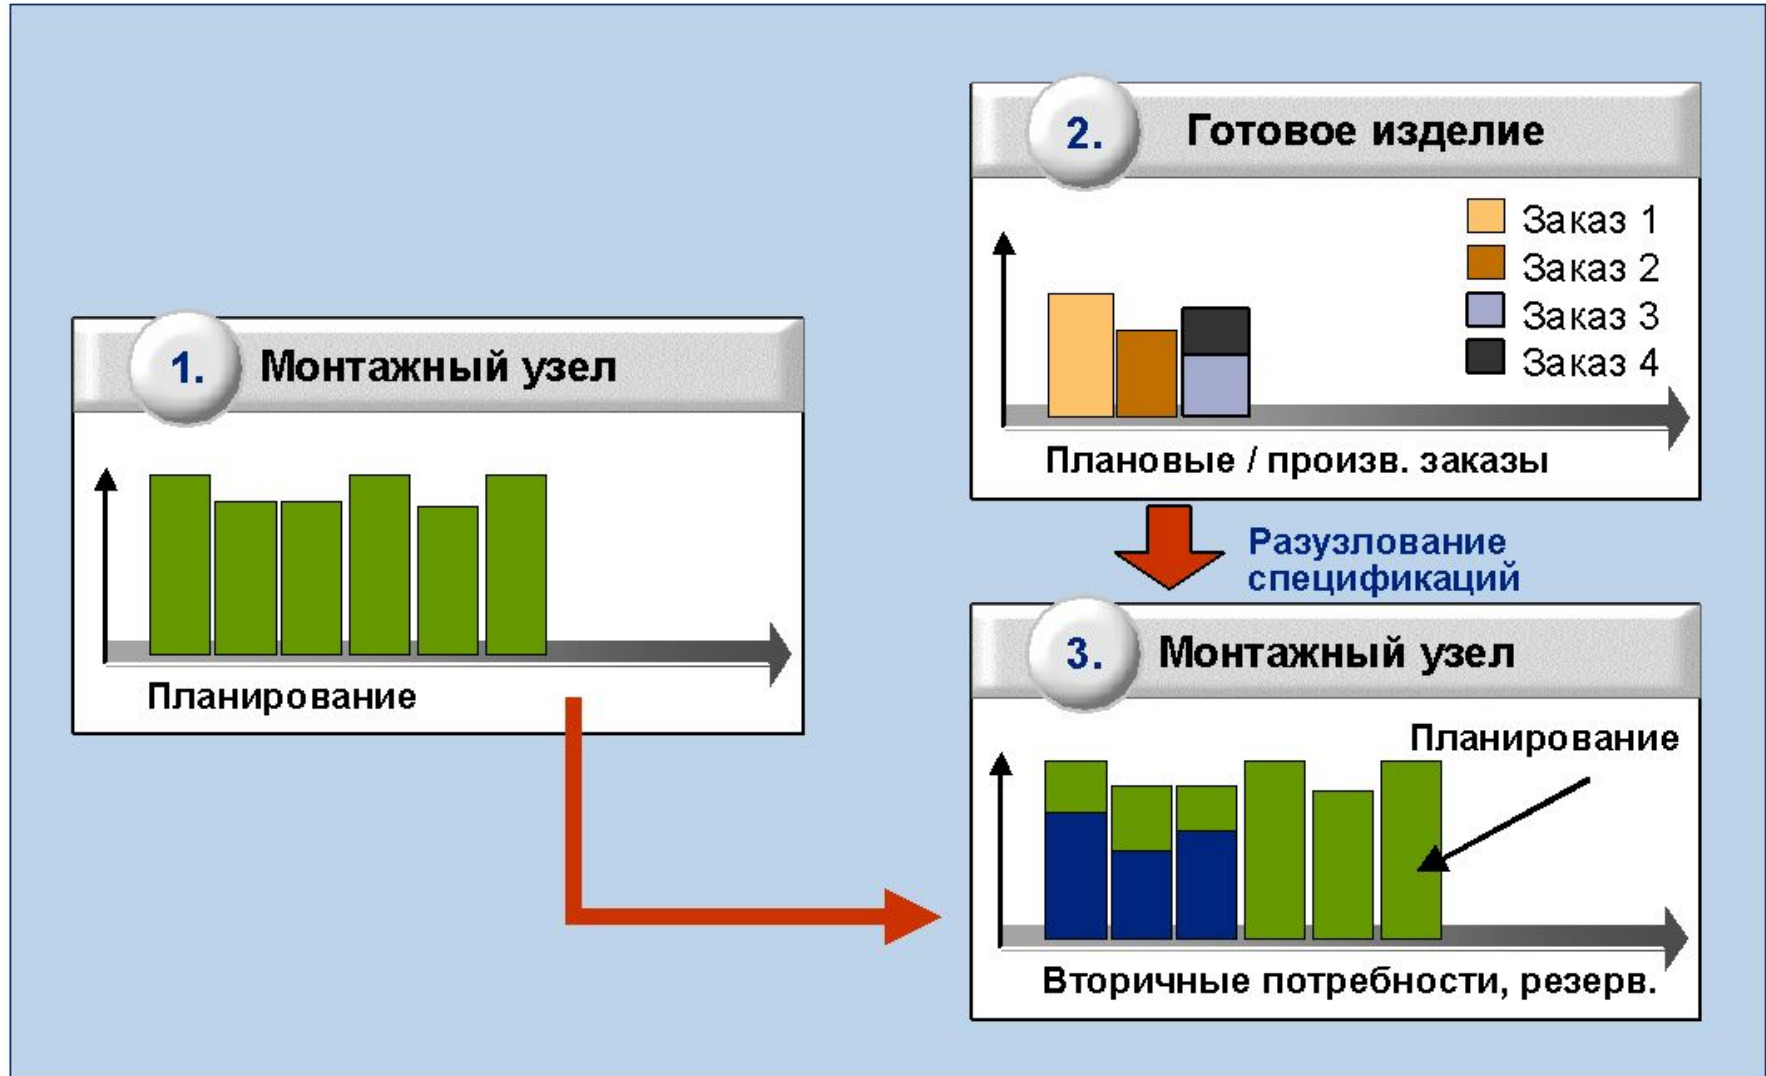 1. Монтажный узел
Планирование
2. Готовое изделие
Заказ 1
Заказ 2
Заказ 3
Заказ 4
Плановые / произв. заказы
Разузлование
спецификаций
3. Монтажный узел
Планирование
Вторичные потребности, резерв.